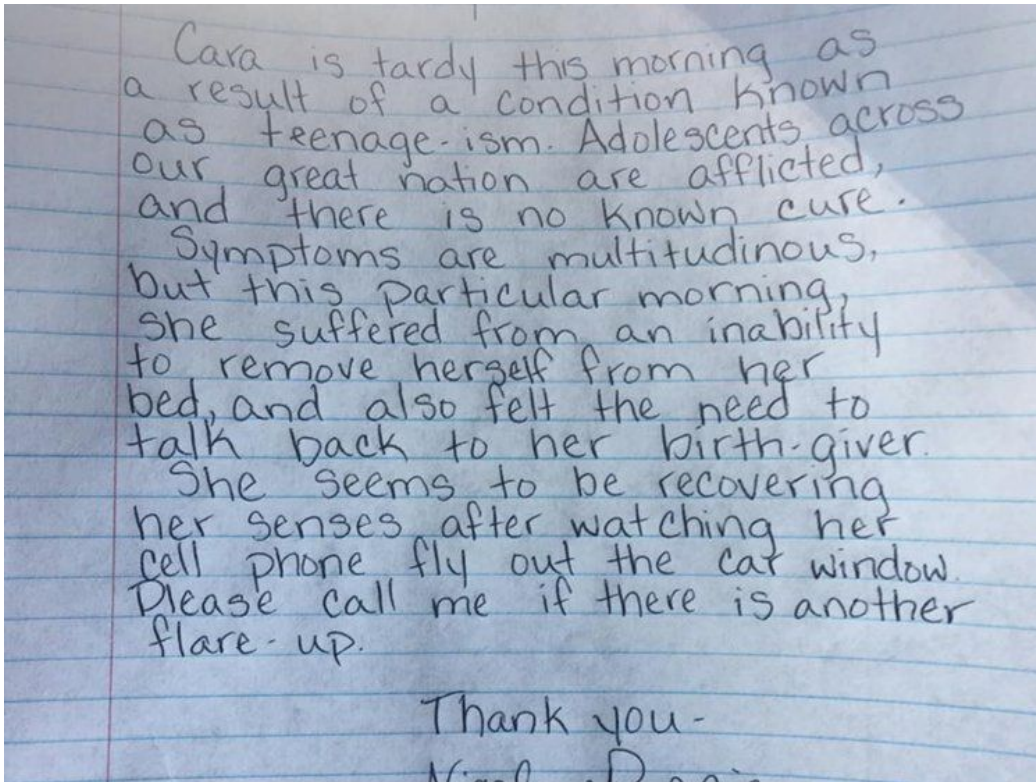 Cara is tardy this morning as
a result of a condition known
as teenage-ism. Adolescents across
our great nation are afflicted,
and there is no known cure.
Symptoms are multitudinous,
but this particular morning,
she suffered from an inability
to remove herself from her
bed, and also felt the need to
talk back to her birth-giver.
She seems to be recovering
her senses after watching her
cell phone fly out the car window.
Please call me if there is another
flare-up.
Thank you-